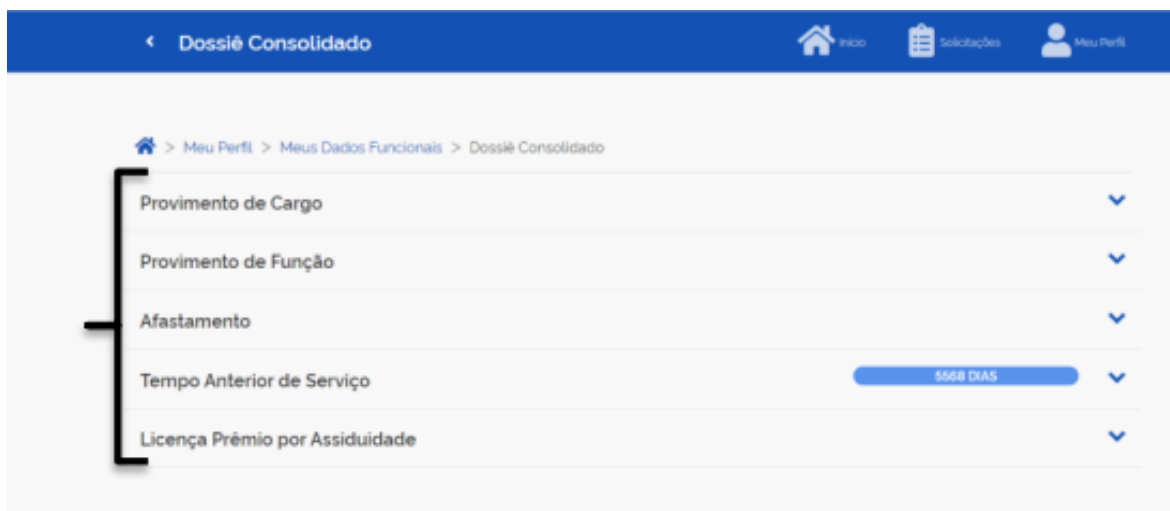 Dossiê Consolidado
Início
Solicitações
Meu Perfil
> Meu Perfil > Meus Dados Funcionais > Dossiê Consolidado
Provimento de Cargo
Provimento de Função
Afastamento
Tempo Anterior de Serviço
5568 DIAS
Licença Prêmio por Assiduidade